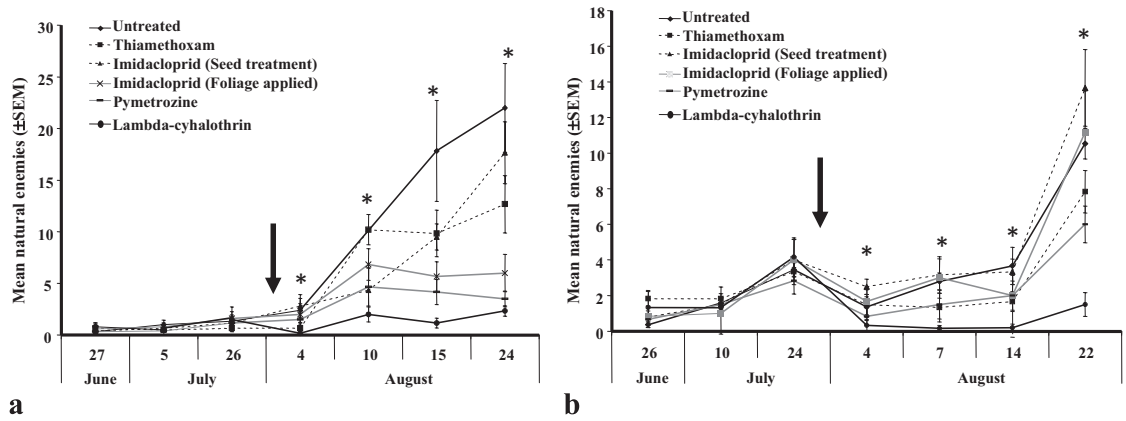 30
25
20
15
10
5
0
Mean natural enemies (±SEM)
Untreated
Thiamethoxam
Imidacloprid (Seed treatment)
Imidacloprid (Foliage applied)
Pymetrozine
Lambda-cyhalothrin
*
*
*
*
27 5 26 4 10 15 24
June July August
a
18
16
14
12
10
8
6
4
2
0
Mean natural enemies (±SEM)
Untreated
Thiamethoxam
Imidacloprid (Seed treatment)
Imidacloprid (Foliage applied)
Pymetrozine
Lambda-cyhalothrin
*
*
*
*
26 10 24 4 7 14 22
June July August
b